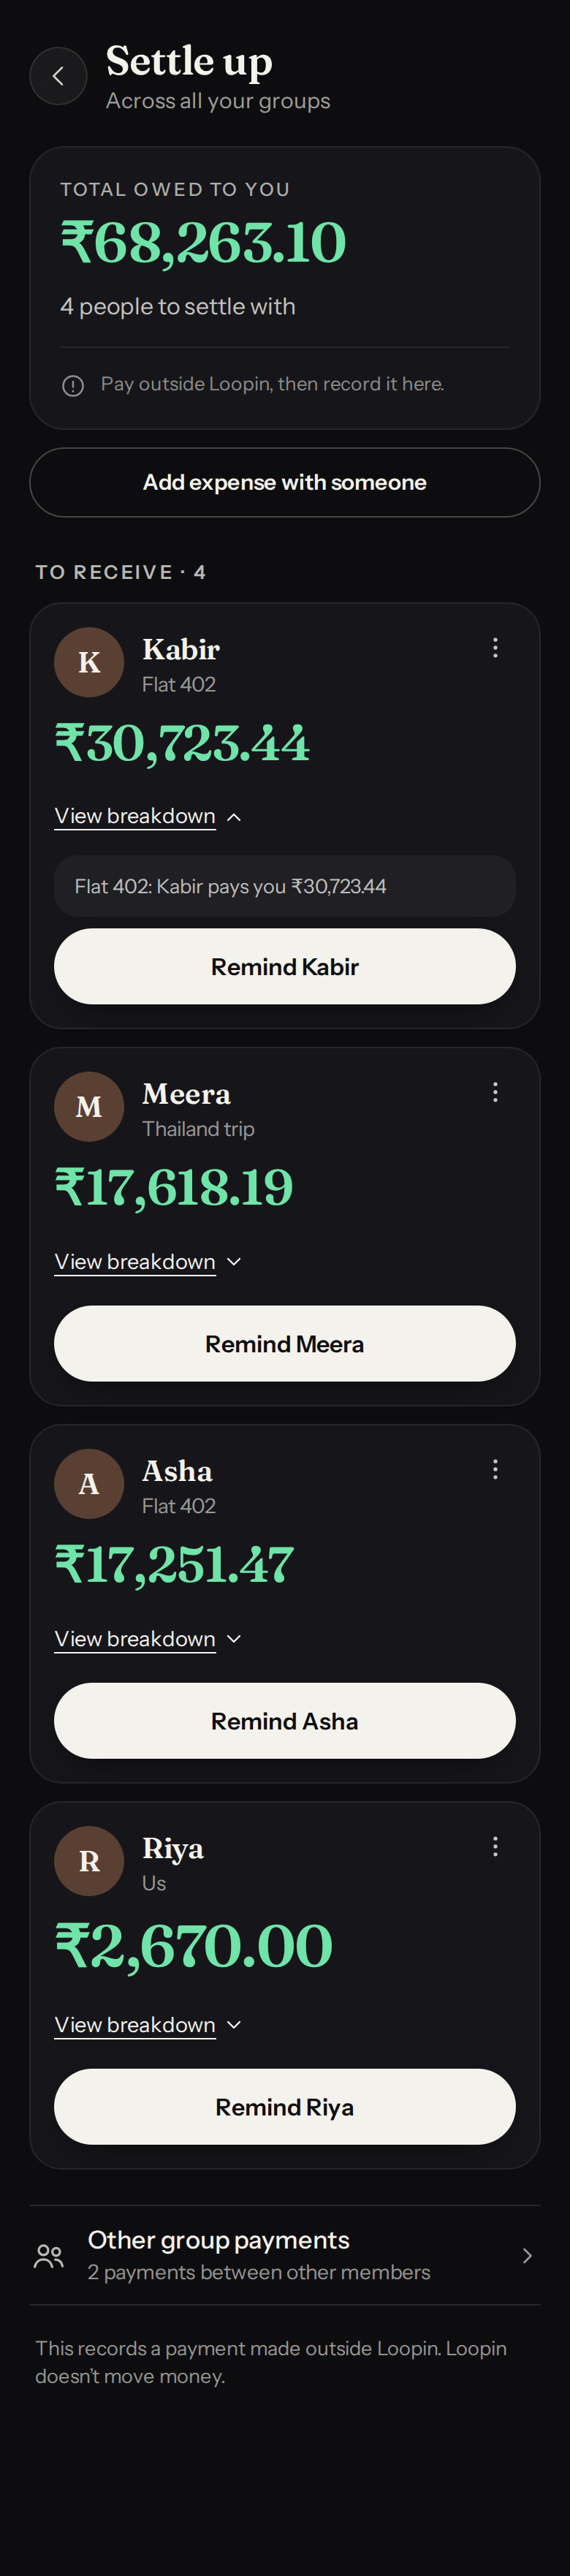 Settle up
Across all your groups
TOTAL OWED TO YOU
₹68,263.10
4 people to settle with
Pay outside Loopin, then record it here.
Add expense with someone
TO RECEIVE · 4
K
Kabir
Flat 402
₹30,723.44
View breakdown
Flat 402: Kabir pays you ₹30,723.44
Remind Kabir
M
Meera
Thailand trip
₹17,618.19
View breakdown
Remind Meera
A
Asha
Flat 402
₹17,251.47
View breakdown
Remind Asha
R
Riya
Us
₹2,670.00
View breakdown
Remind Riya
Other group payments
2 payments between other members
This records a payment made outside Loopin. Loopin
doesn't move money.